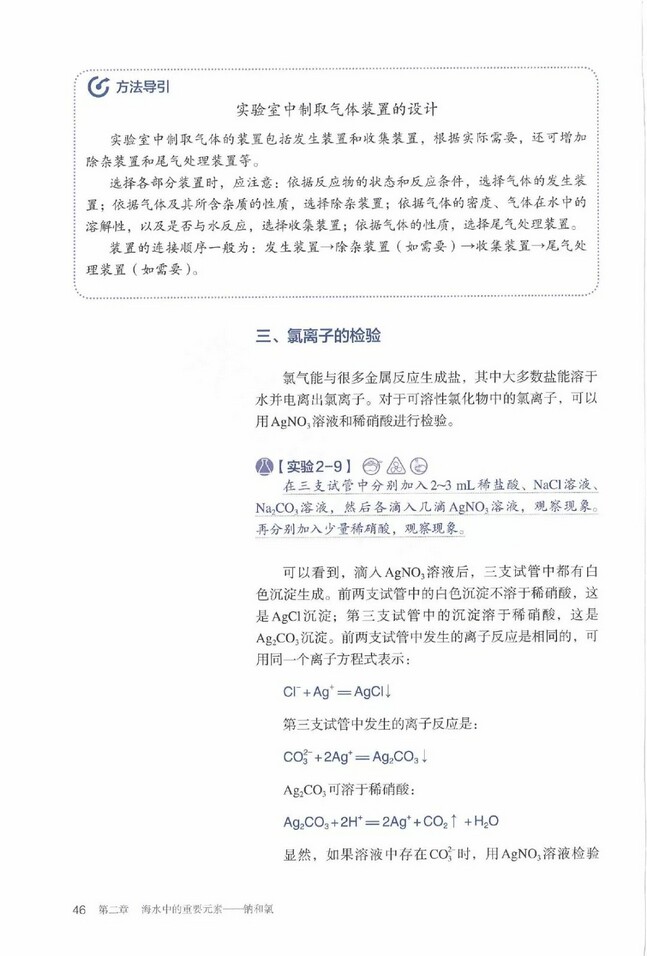 方法导引
实验室中制取气体装置的设计
实验室中制取气体的装置包括发生装置和收集装置，根据实际需要，还可增加
除杂装置和尾气处理装置等。
选择各部分装置时，应注意：依据反应物的状态和反应条件，选择气体的发生装
置；依据气体及其所含杂质的性质，选择除杂装置；依据气体的密度、气体在水中的
溶解性，以及是否与水反应，选择收集装置；依据气体的性质，选择尾气处理装置。
装置的连接顺序一般为：发生装置→除杂装置（如需要）→收集装置→尾气处
理装置（如需要）。
三、氯离子的检验
氯气能与很多金属反应生成盐，其中大多数盐能溶于
水并电离出氯离子。对于可溶性氯化物中的氯离子，可以
用AgNO₃溶液和稀硝酸进行检验。
【实验2-9】
在三支试管中分别加入2~3 mL稀盐酸、NaCl溶液、
Na₂CO₃溶液，然后各滴入几滴AgNO₃溶液，观察现象。
再分别加入少量稀硝酸，观察现象。
可以看到，滴入AgNO₃溶液后，三支试管中都有白
色沉淀生成。前两支试管中的白色沉淀不溶于稀硝酸，这
是AgCl沉淀；第三支试管中的沉淀溶于稀硝酸，这是
Ag₂CO₃沉淀。前两支试管中发生的离子反应是相同的，可
用同一个离子方程式表示：
Cl⁻+Ag⁺═AgCl↓
第三支试管中发生的离子反应是：
CO₃²⁻+2Ag⁺═Ag₂CO₃↓
Ag₂CO₃可溶于稀硝酸：
Ag₂CO₃+2H⁺═2Ag⁺+CO₂↑+H₂O
显然，如果溶液中存在CO₃²⁻时，用AgNO₃溶液检验
46 第二章 海水中的重要元素——钠和氯